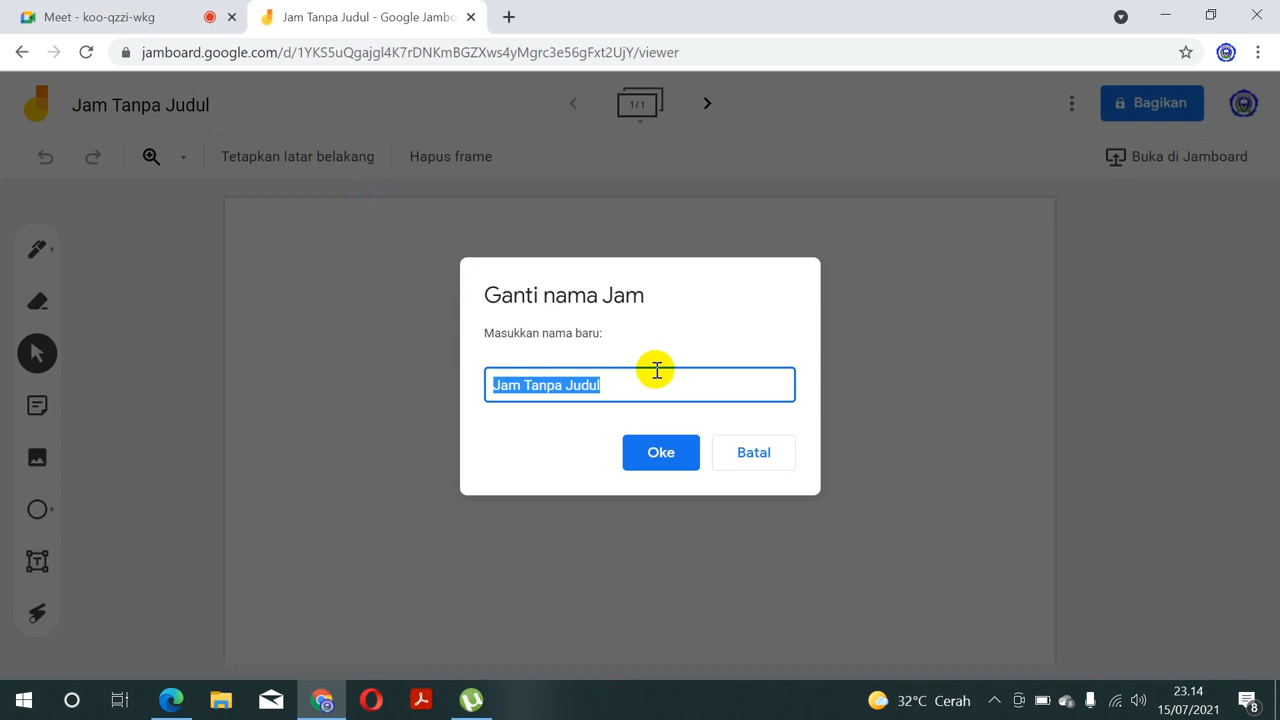 Meet - koo-qzzi-wkg
Jam Tanpa Judul - Google Jambo
jamboard.google.com/d/1YKS5uQgajgl4K7rDNKmBGZXws4yMgrc3e56gFxt2UjY/viewer
Jam Tanpa Judul
1/1
Bagikan
Tetapkan latar belakang
Hapus frame
Buka di Jamboard
Ganti nama Jam
Masukkan nama baru:
Jam Tanpa Judul
Oke
Batal
32°C Cerah
23.14
15/07/2021
8